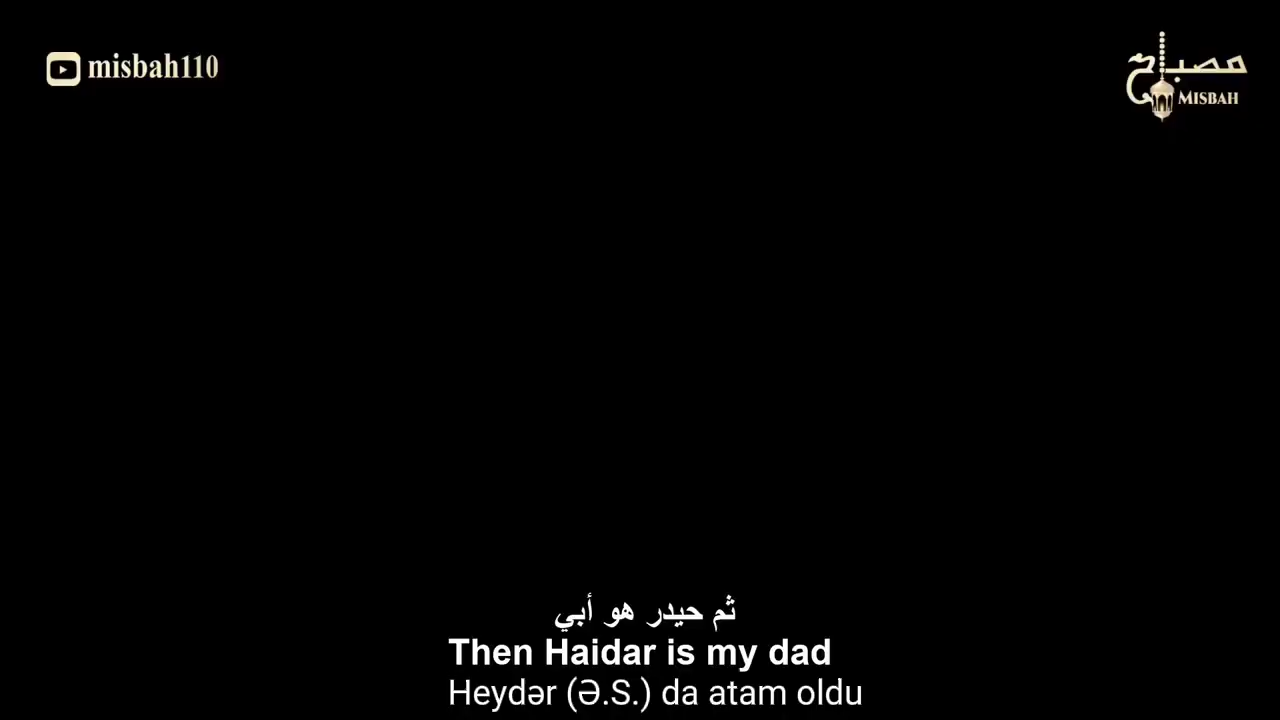 misbah110
مصباح
MISBAH
ثم حيدر هو أبي
Then Haidar is my dad
Heydər (Ə.S.) da atam oldu